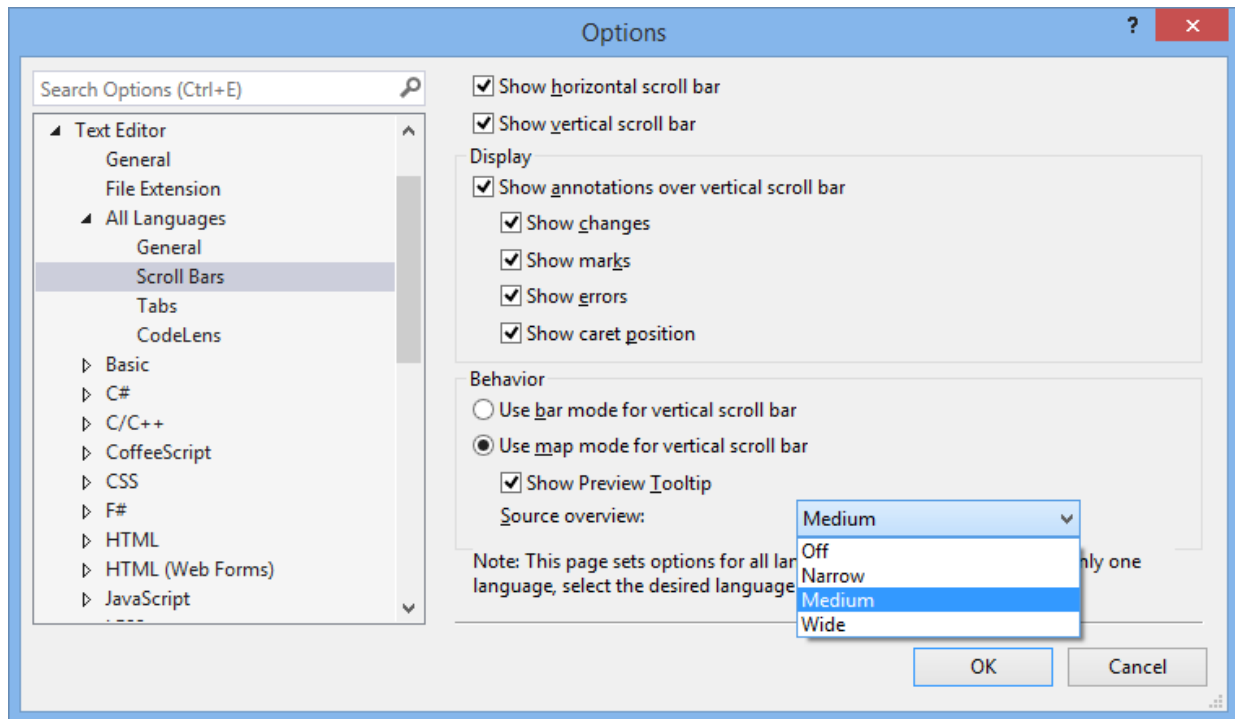 Options
?
Search Options (Ctrl+E)
Text Editor
General
File Extension
All Languages
General
Scroll Bars
Tabs
CodeLens
Basic
C#
C/C++
CoffeeScript
CSS
F#
HTML
HTML (Web Forms)
JavaScript
Show horizontal scroll bar
Show vertical scroll bar
Display
Show annotations over vertical scroll bar
Show changes
Show marks
Show errors
Show caret position
Behavior
Use bar mode for vertical scroll bar
Use map mode for vertical scroll bar
Show Preview Tooltip
Source overview:
Medium
Off
Narrow
Medium
Wide
Note: This page sets options for all one
language, select the desired language
OK
Cancel